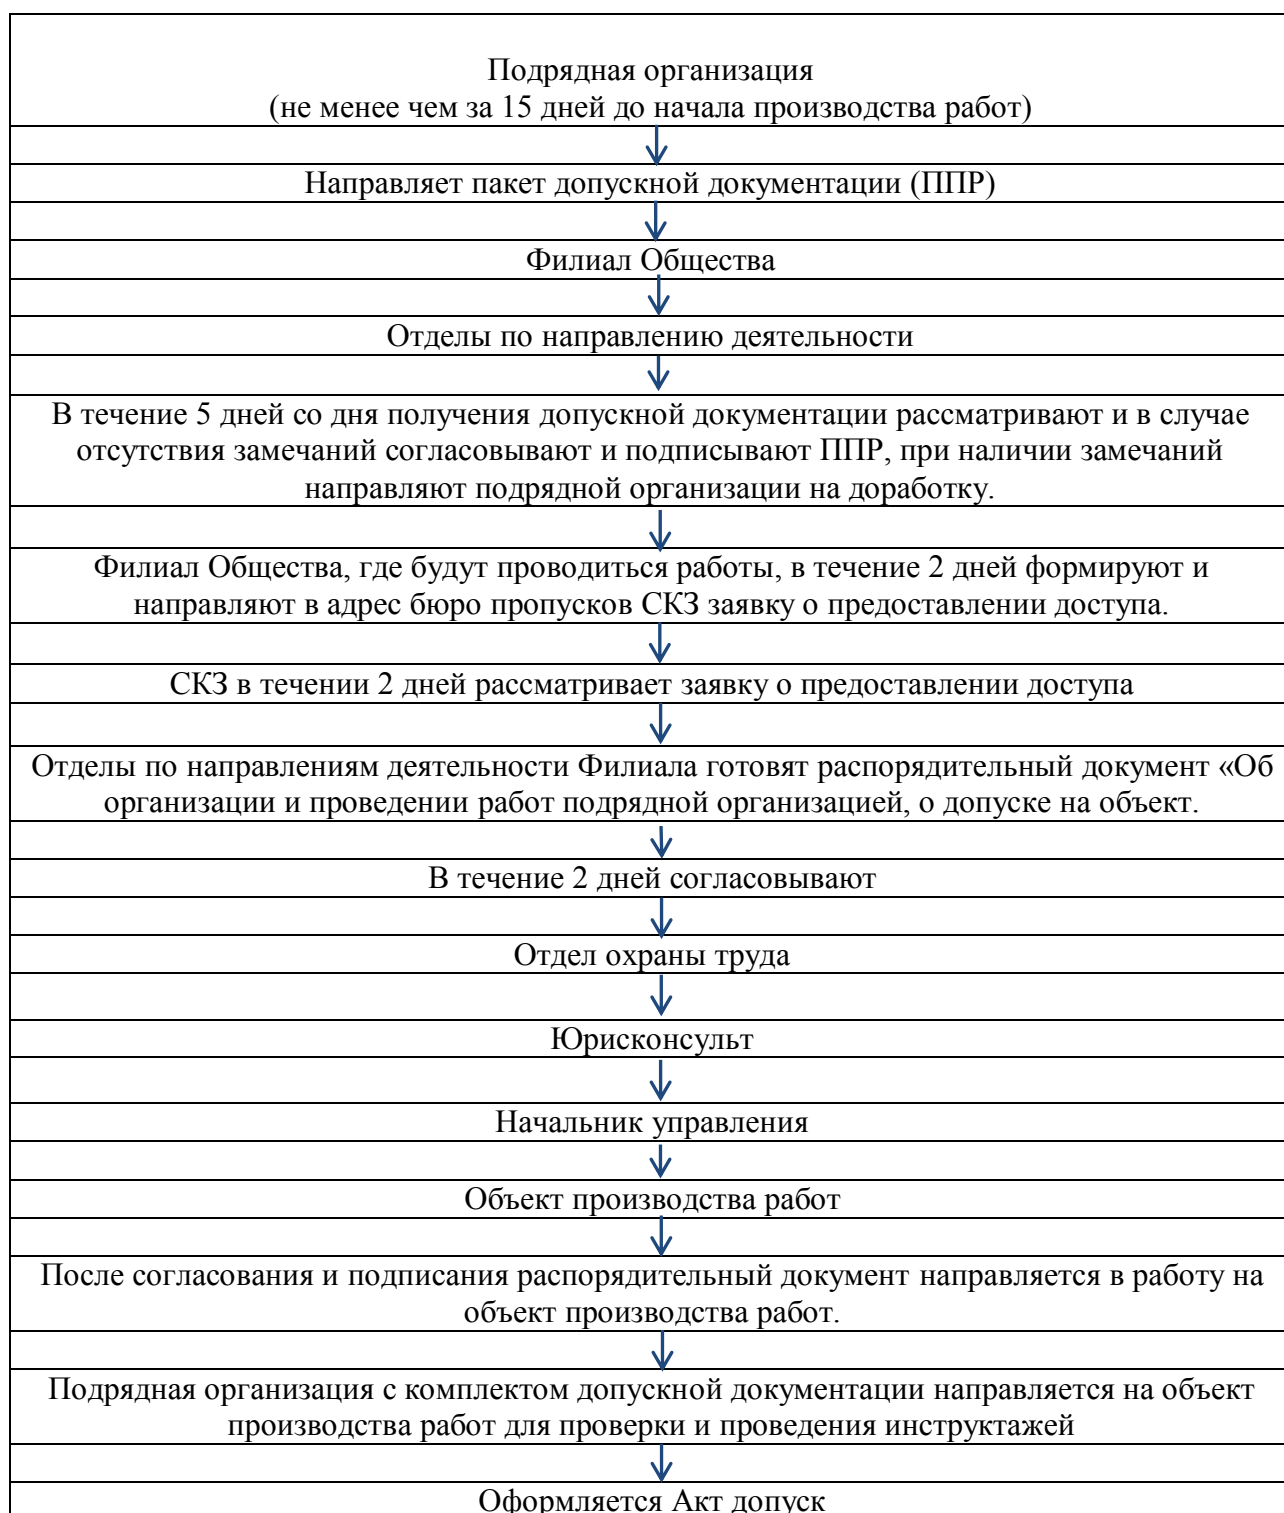 Подрядная организация
(не менее чем за 15 дней до начала производства работ)
Направляет пакет допускной документации (ППР)
Филиал Общества
Отделы по направлению деятельности
В течение 5 дней со дня получения допускной документации рассматривают и в случае
отсутствия замечаний согласовывают и подписывают ППР, при наличии замечаний
направляют подрядной организации на доработку.
Филиал Общества, где будут проводиться работы, в течение 2 дней формируют и
направляют в адрес бюро пропусков СКЗ заявку о предоставлении доступа.
СКЗ в течении 2 дней рассматривает заявку о предоставлении доступа
Отделы по направлениям деятельности Филиала готовят распорядительный документ «Об
организации и проведении работ подрядной организацией, о допуске на объект.
В течение 2 дней согласовывают
Отдел охраны труда
Юрисконсульт
Начальник управления
Объект производства работ
После согласования и подписания распорядительный документ направляется в работу на
объект производства работ.
Подрядная организация с комплектом допускной документации направляется на объект
производства работ для проверки и проведения инструктажей
Оформляется Акт допуск